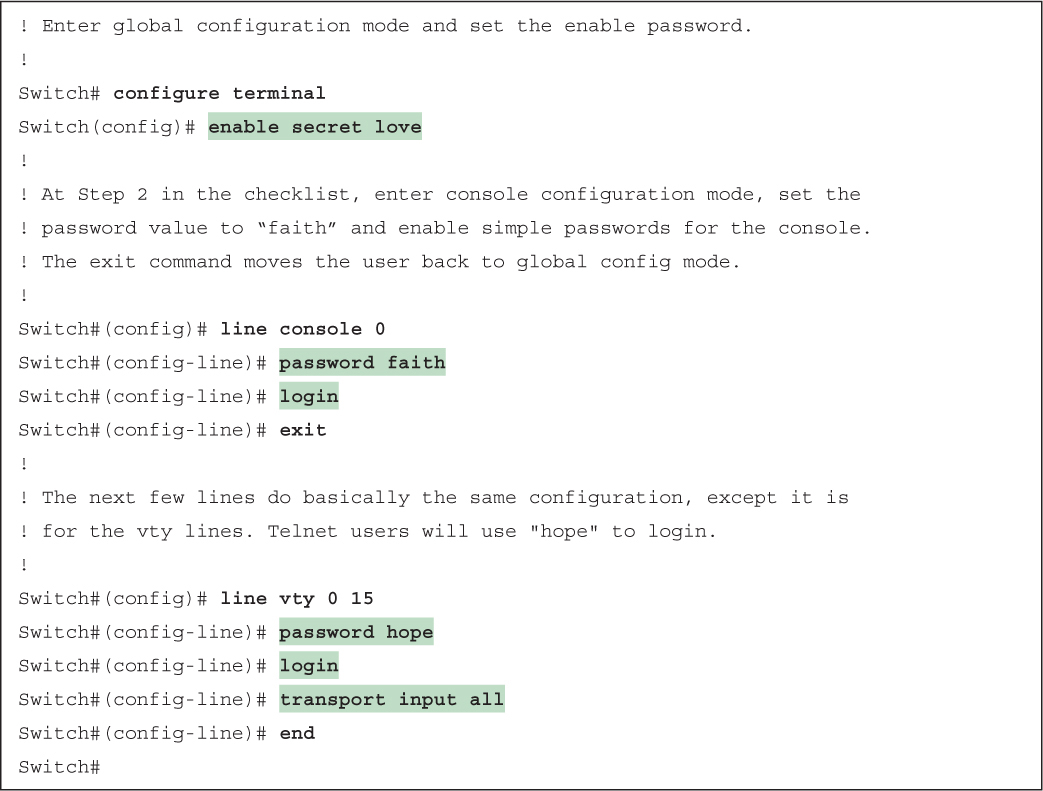 ! Enter global configuration mode and set the enable password.
!
Switch# configure terminal
Switch(config)# enable secret love
!
! At Step 2 in the checklist, enter console configuration mode, set the
! password value to “faith” and enable simple passwords for the console.
! The exit command moves the user back to global config mode.
!
Switch#(config)# line console 0
Switch#(config-line)# password faith
Switch#(config-line)# login
Switch#(config-line)# exit
!
! The next few lines do basically the same configuration, except it is
! for the vty lines. Telnet users will use "hope" to login.
!
Switch#(config)# line vty 0 15
Switch#(config-line)# password hope
Switch#(config-line)# login
Switch#(config-line)# transport input all
Switch#(config-line)# end
Switch#